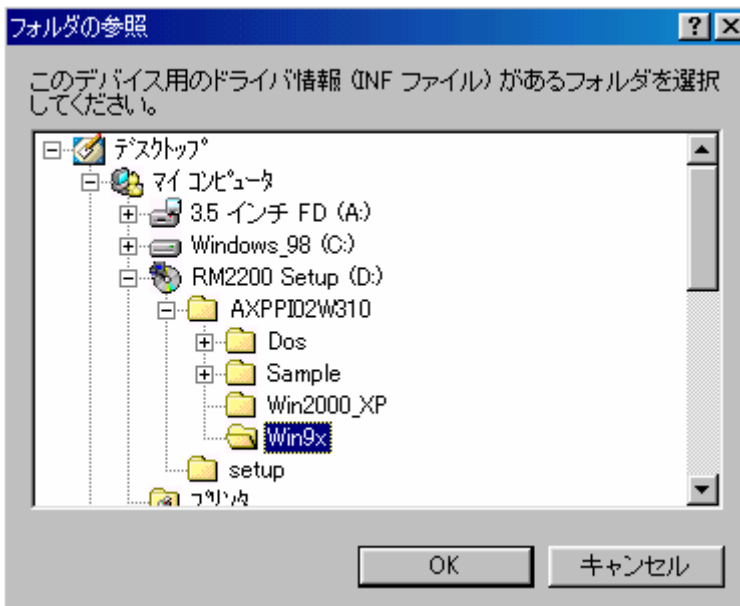 フォルダの参照
このデバイス用のドライバ情報 (INF ファイル) があるフォルダを選択
してください。
デスクトップ
マイ コンピュータ
3.5 インチ FD (A:)
Windows_98 (C:)
RM2200 Setup (D:)
AXPPI02W310
Dos
Sample
Win2000_XP
Win9x
setup
プリンタ
OK
キャンセル